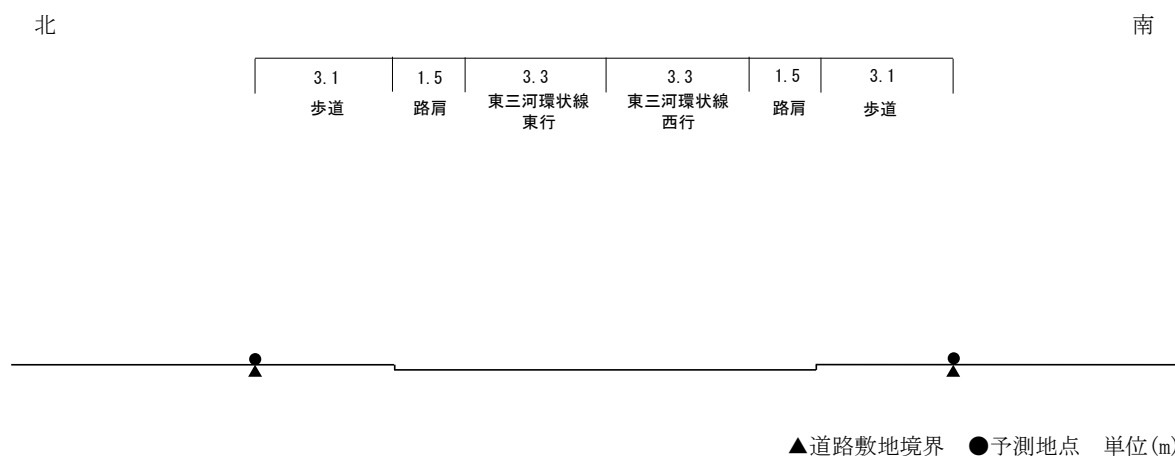 北 南
3.1 1.5 3.3 3.3 1.5 3.1
歩道 路肩 東三河環状線 東三河環状線 路肩 歩道
東行 西行
▲道路敷地境界 ●予測地点 単位(m)